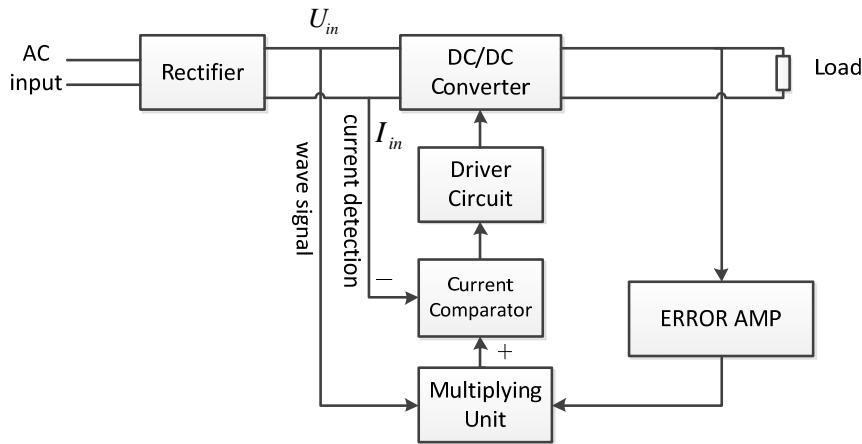 U_in
AC
input
Rectifier
DC/DC
Converter
Load
wave signal
current detection
I_in
Driver
Circuit
−
Current
Comparator
ERROR AMP
+
Multiplying
Unit